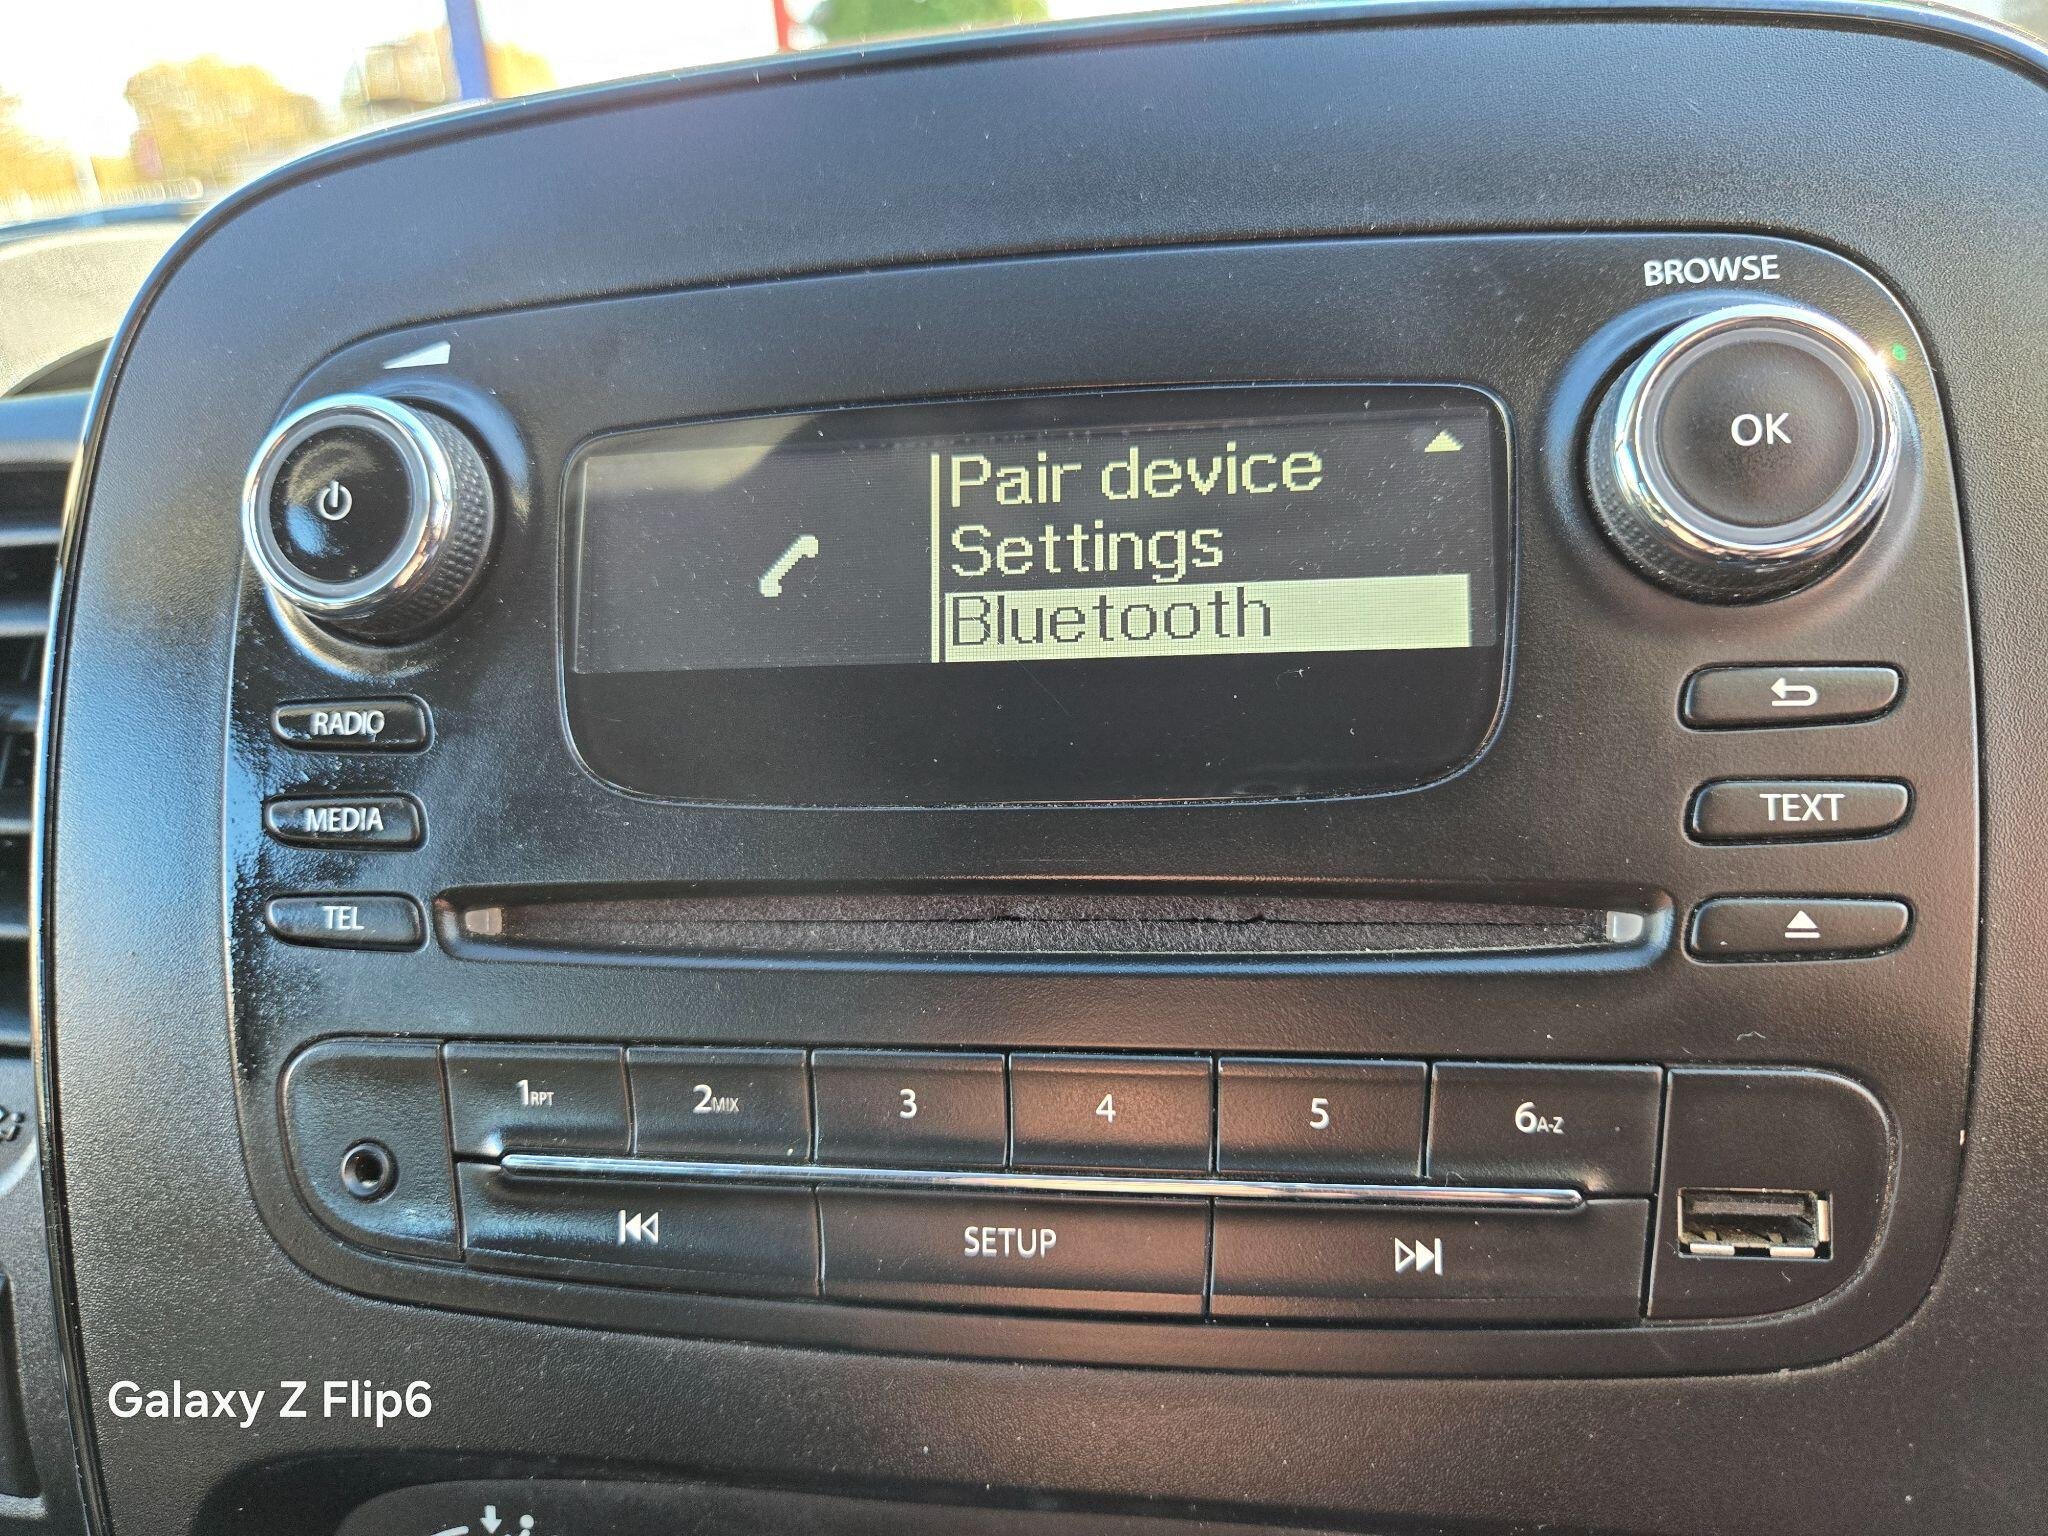 BROWSE
OK
Pair device
Settings
Bluetooth
RADIO
MEDIA
TEL
TEXT
1RPT
2MIX
3
4
5
6A-Z
SETUP
Galaxy Z Flip6